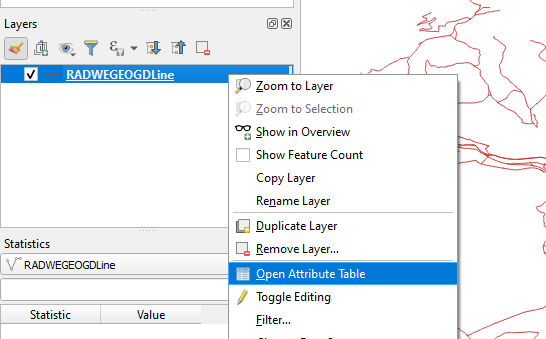 Layers
RADWEGEOGDLine
Zoom to Layer
Zoom to Selection
Show in Overview
Show Feature Count
Copy Layer
Rename Layer
Duplicate Layer
Remove Layer...
Open Attribute Table
Toggle Editing
Filter...
Statistics
RADWEGEOGDLine
Statistic Value